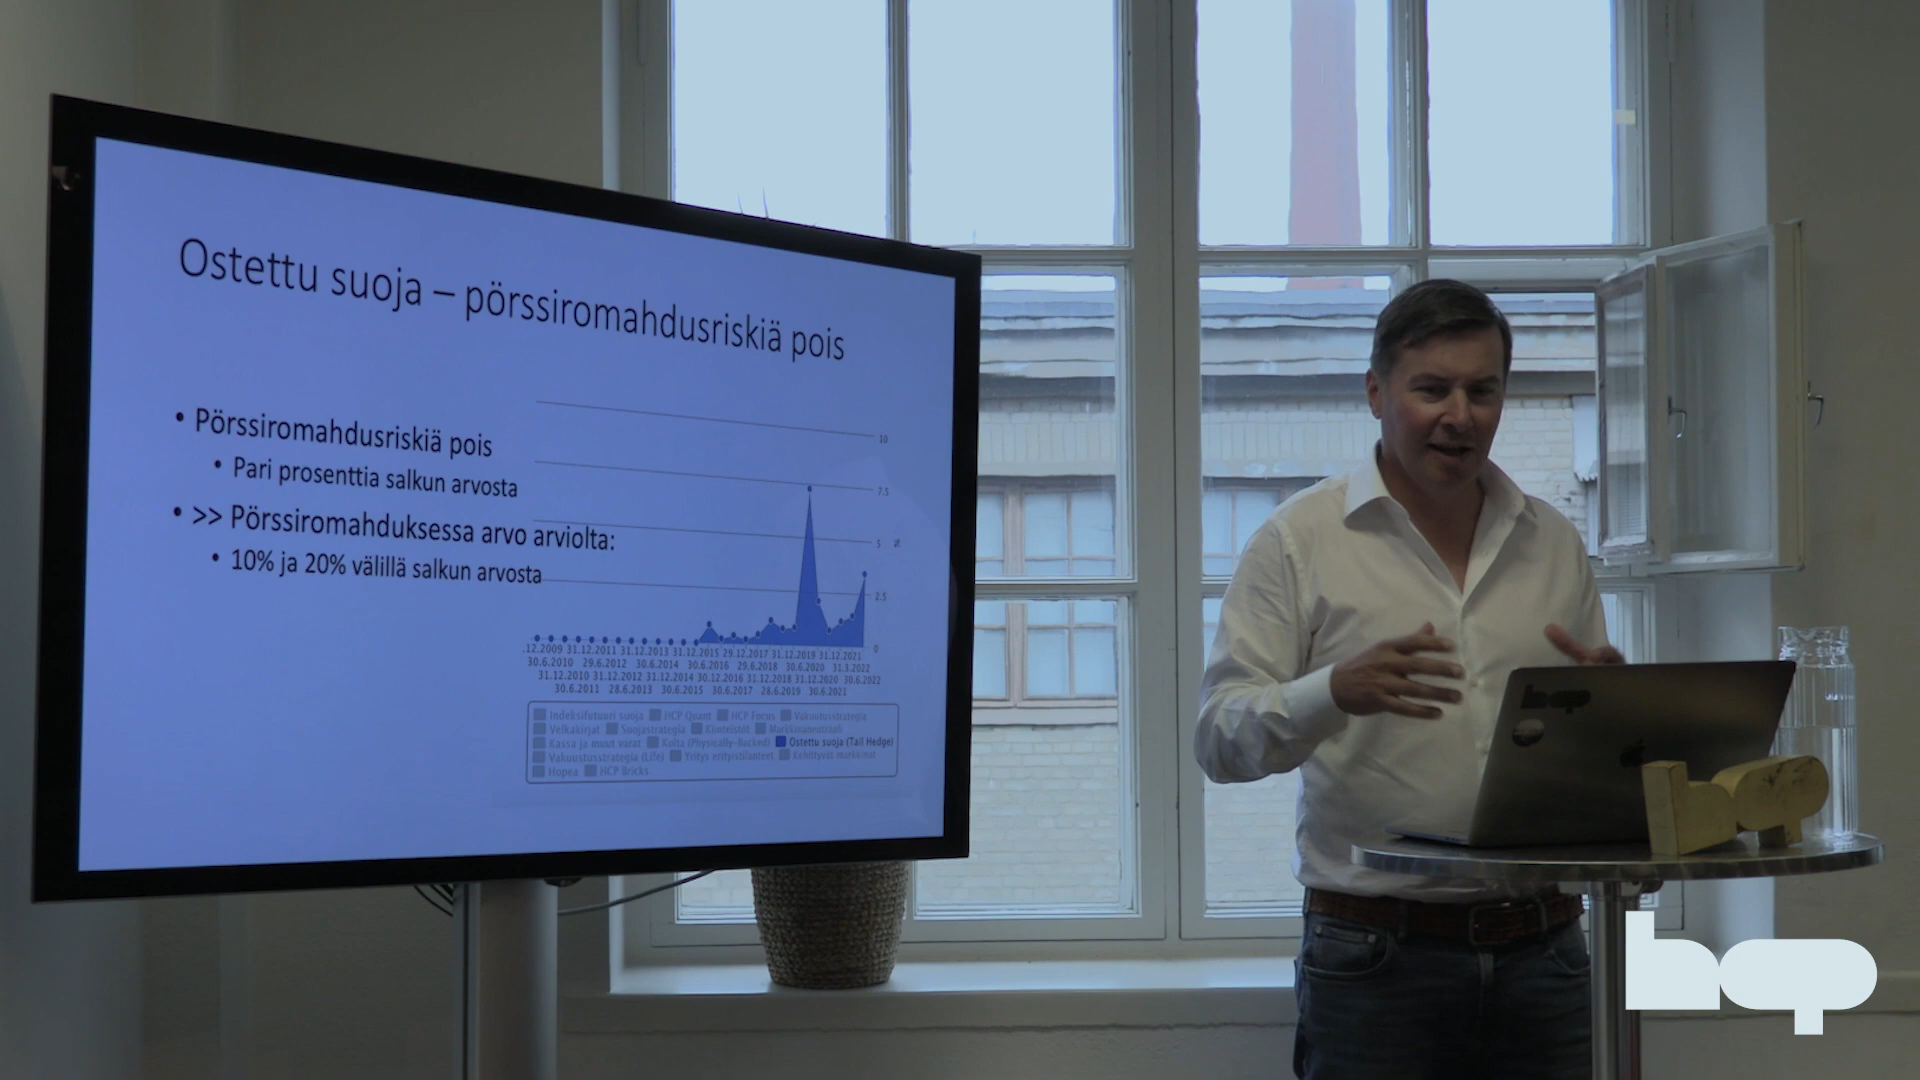 Ostettu suoja – pörssiromahdusriskiä pois
• Pörssiromahdusriskiä pois
• Pari prosenttia salkun arvosta
• >> Pörssiromahduksessa arvo arviolta:
• 10% ja 20% välillä salkun arvosta
10
7.5
5 %
2.5
0
.12.2009 31.12.2011 31.12.2013 31.12.2015 29.12.2017 31.12.2019 31.12.2021
30.6.2010 29.6.2012 30.6.2014 30.6.2016 29.6.2018 30.6.2020 31.3.2022
31.12.2010 31.12.2012 31.12.2014 30.12.2016 31.12.2018 31.12.2020 30.6.2022
30.6.2011 28.6.2013 30.6.2015 30.6.2017 28.6.2019 30.6.2021
Indeksifutuuri suoja HCP Quant HCP Focus Vakuutusstrategia
Velkakirjat Suojastrategia Kiinteistöt Markkinaneutraali
Kassa ja muut varat Kulta (Physically-Backed) Ostettu suoja (Tail Hedge)
Vakuutusstrategia (Life) Yritys erityistilanteet Kehittyvät markkinat
Hopea HCP Bricks
hcp
hcp
hcp